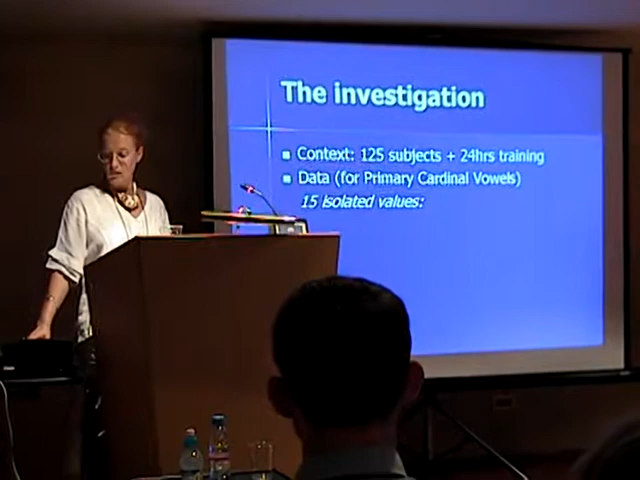 The investigation
Context: 125 subjects + 24hrs training
Data (for Primary Cardinal Vowels)
15 Isolated values: